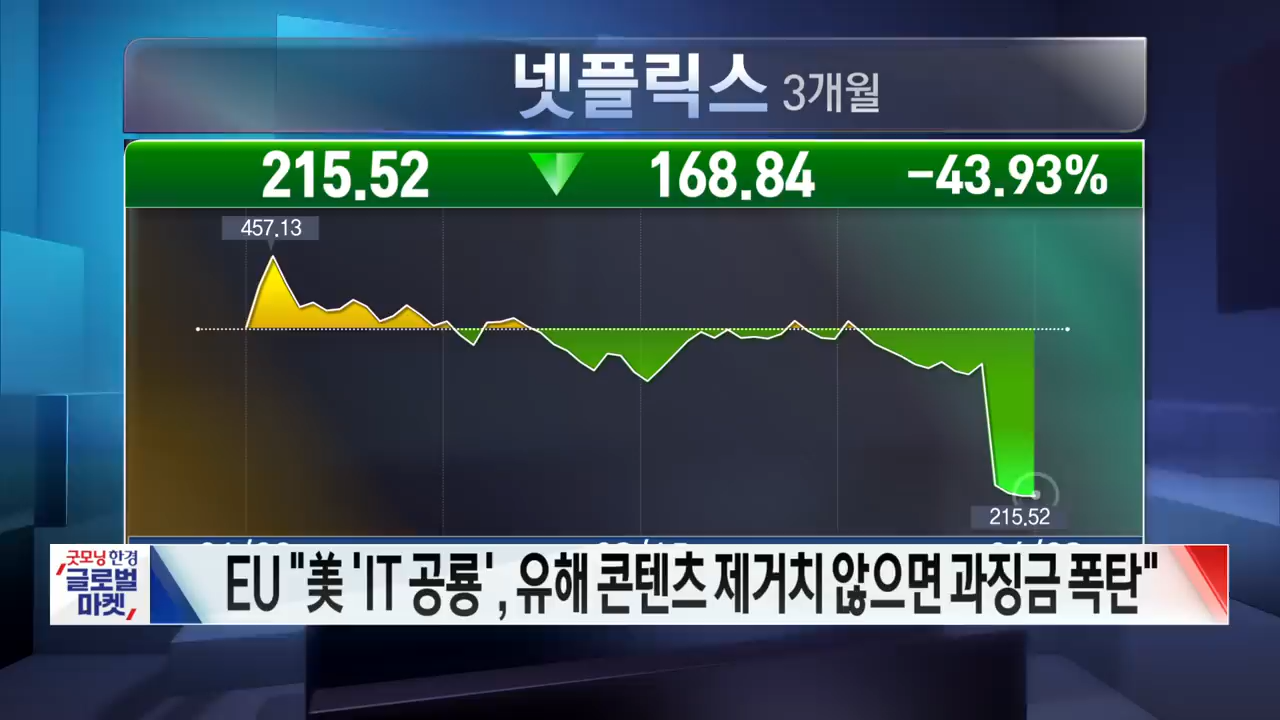 넷플릭스 3개월
215.52 ▼ 168.84 -43.93%
457.13
215.52
굿모닝 한경
글로벌
마켓
EU "美 'IT 공룡', 유해 콘텐츠 제거치 않으면 과징금 폭탄"